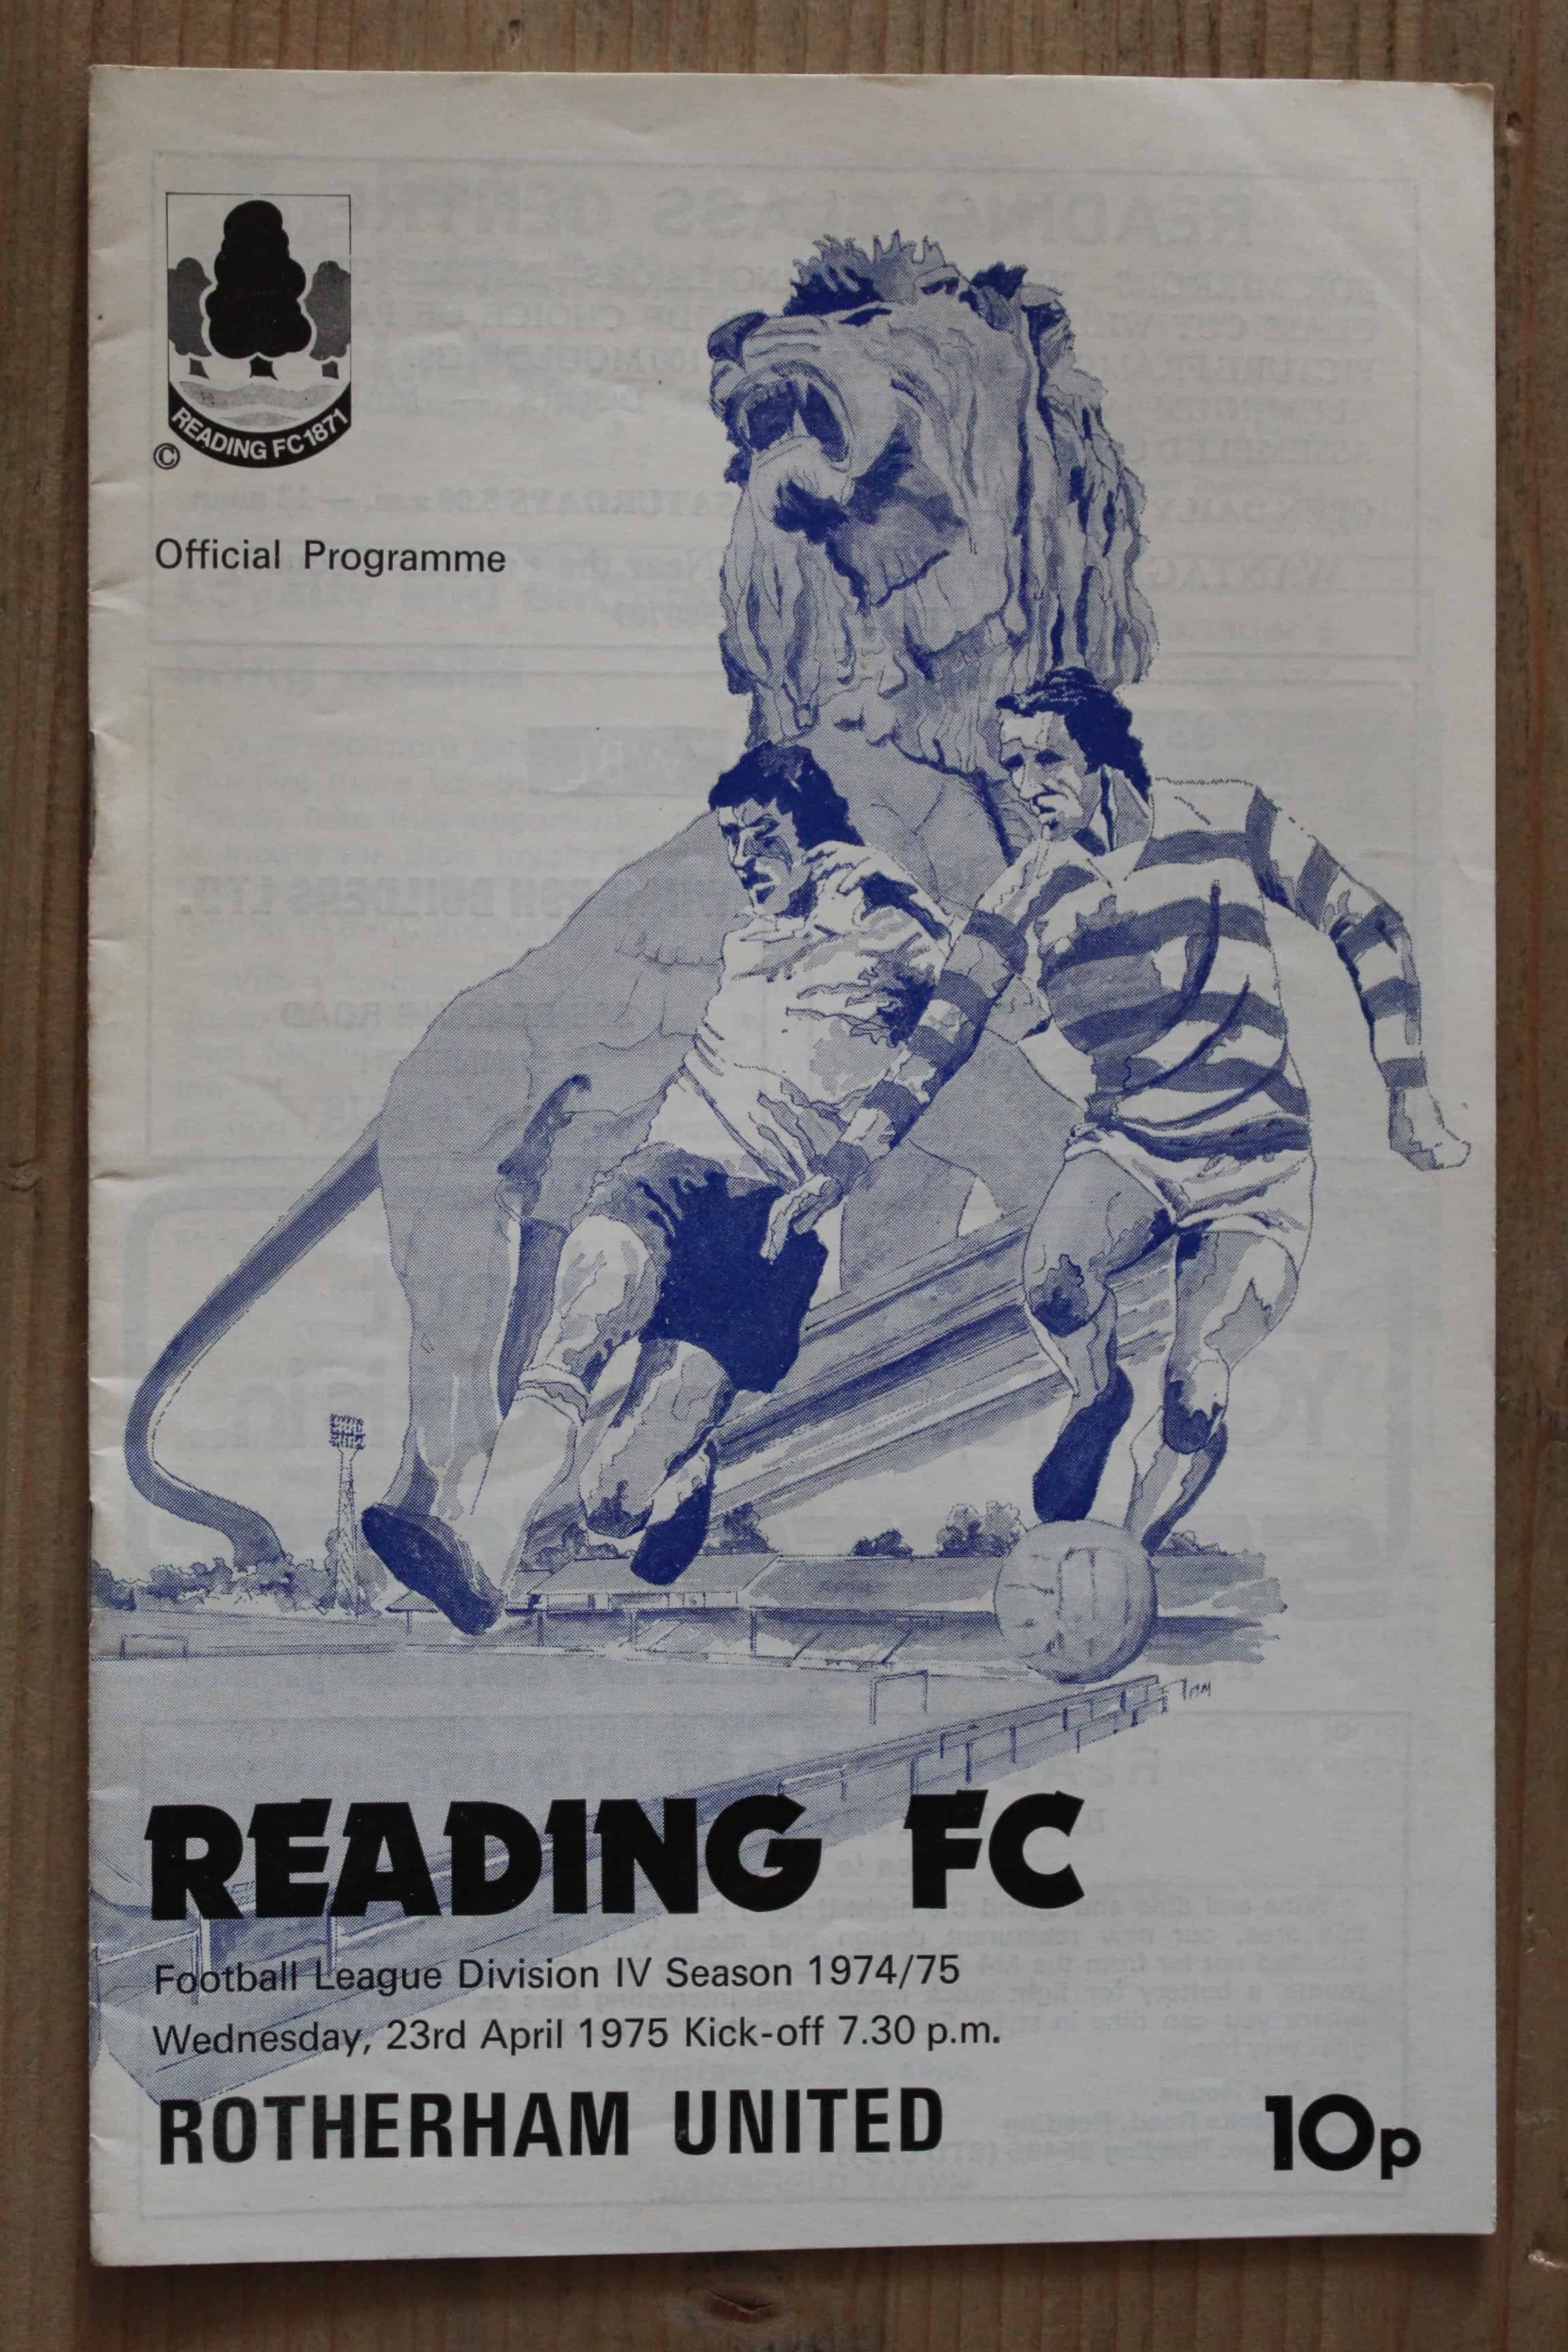 READING FC 1871
©
Official Programme
READING FC
Football League Division IV Season 1974/75
Wednesday, 23rd April 1975 Kick-off 7.30 p.m.
ROTHERHAM UNITED
10p